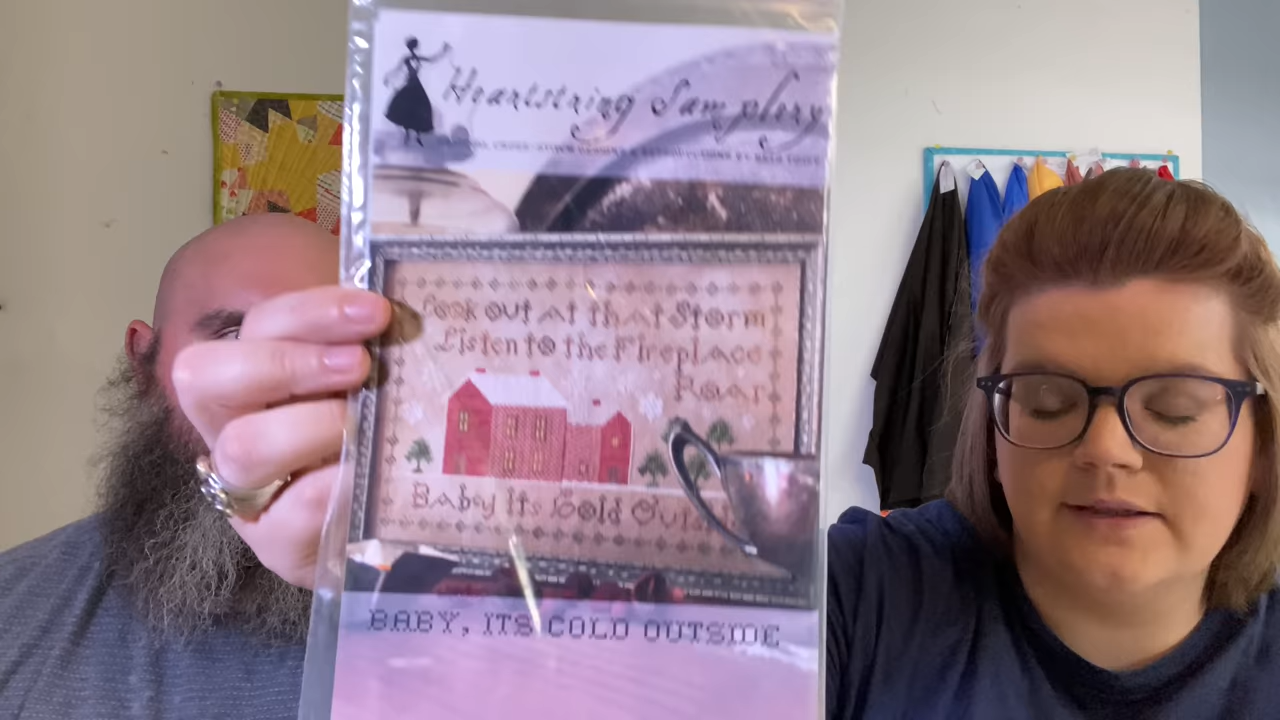 Heartstring Samplery
Look out at that Storm
Listen to the Fireplace
Roar
Baby Its Cold Outs
BABY, ITS COLD OUTSIDE